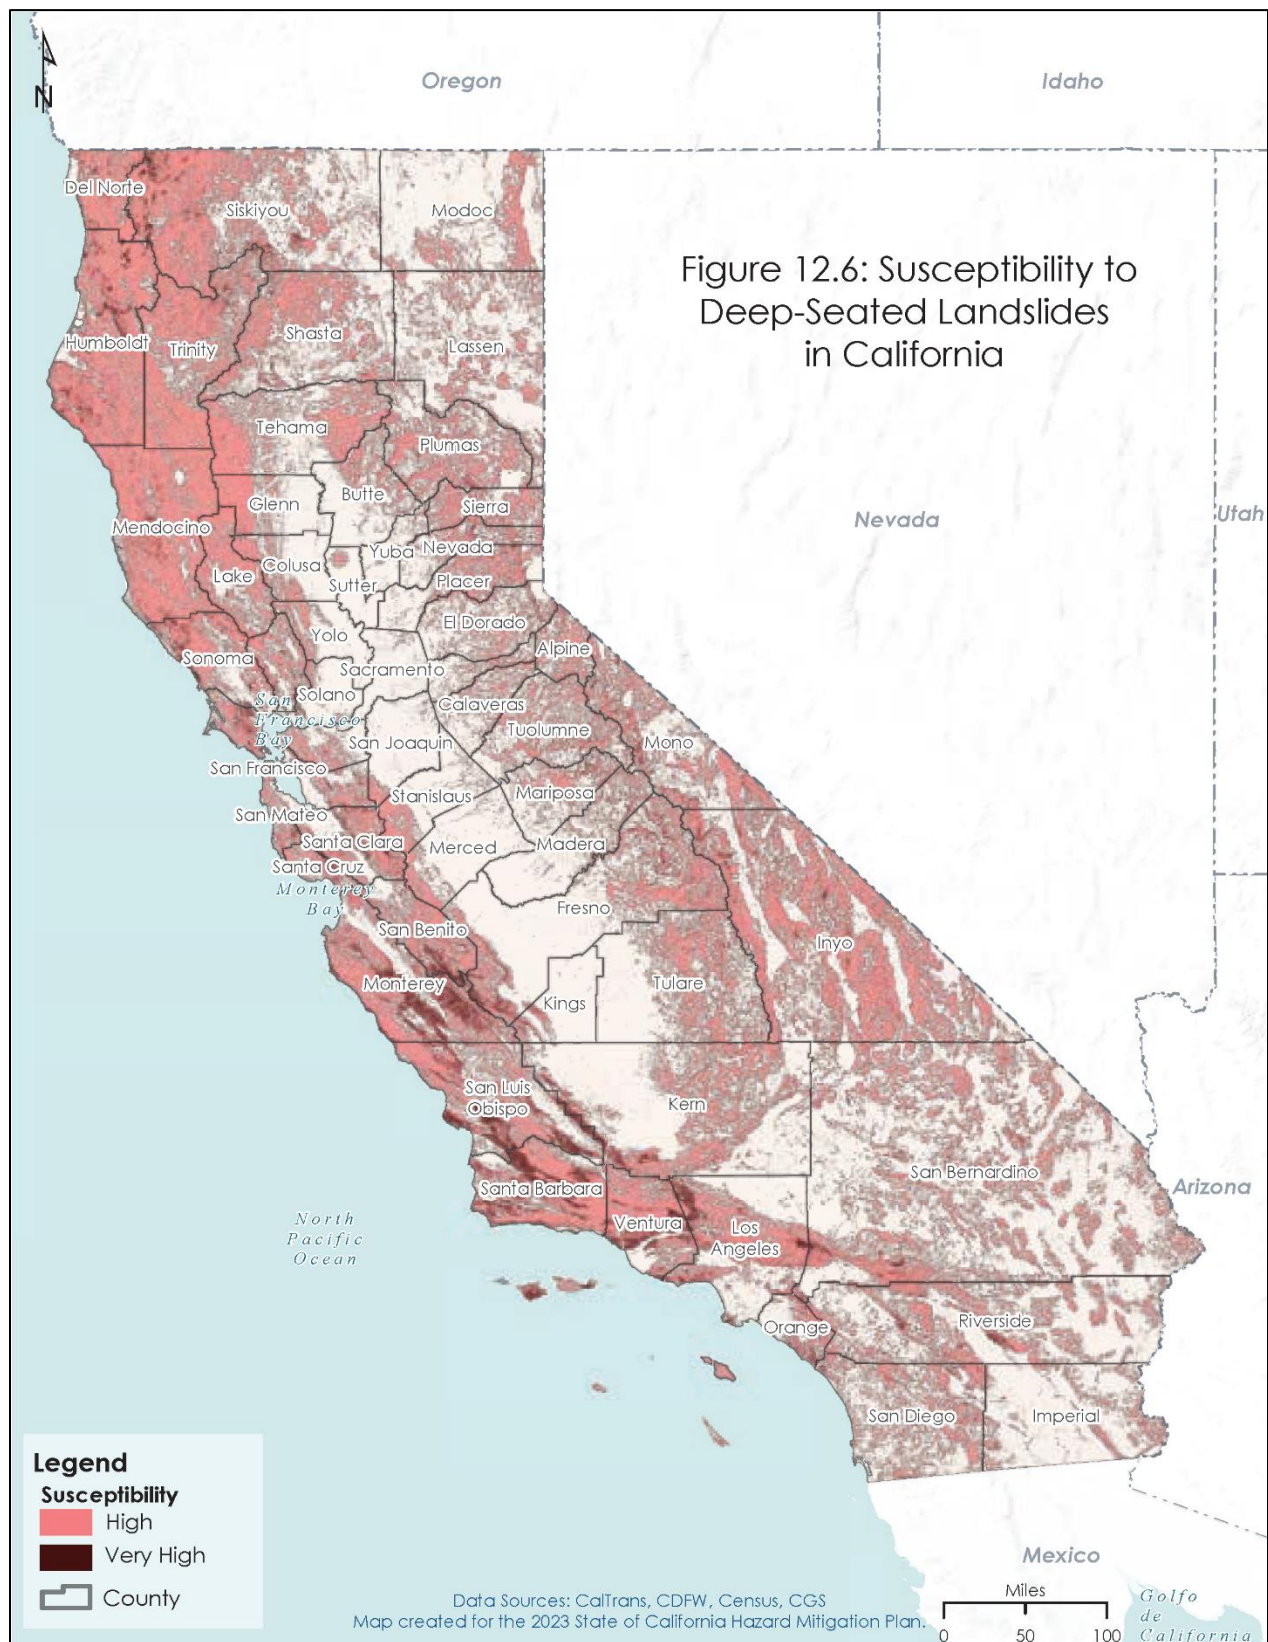 Oregon
Idaho
N
Figure 12.6: Susceptibility to
Deep-Seated Landslides
in California
Del Norte
Siskiyou
Modoc
Humboldt
Trinity
Shasta
Lassen
Tehama
Plumas
Glenn
Butte
Sierra
Mendocino
Nevada
Utah
Colusa
Yuba
Nevada
Lake
Sutter
Placer
Yolo
El Dorado
Sonoma
Sacramento
Alpine
Solano
San
Francisco
Bay
Calaveras
Tuolumne
San Joaquin
Mono
San Francisco
Stanislaus
Mariposa
San Mateo
Santa Clara
Merced
Madera
Santa Cruz
Monterey
Bay
Fresno
San Benito
Inyo
Monterey
Kings
Tulare
San Luis
Obispo
Kern
San Bernardino
Arizona
Santa Barbara
Ventura
Los
Angeles
North
Pacific
Ocean
Orange
Riverside
San Diego
Imperial
Legend
Susceptibility
High
Very High
County
Mexico
Data Sources: CalTrans, CDFW, Census, CGS
Map created for the 2023 State of California Hazard Mitigation Plan.
Miles
0 50 100
Golfo
de
California